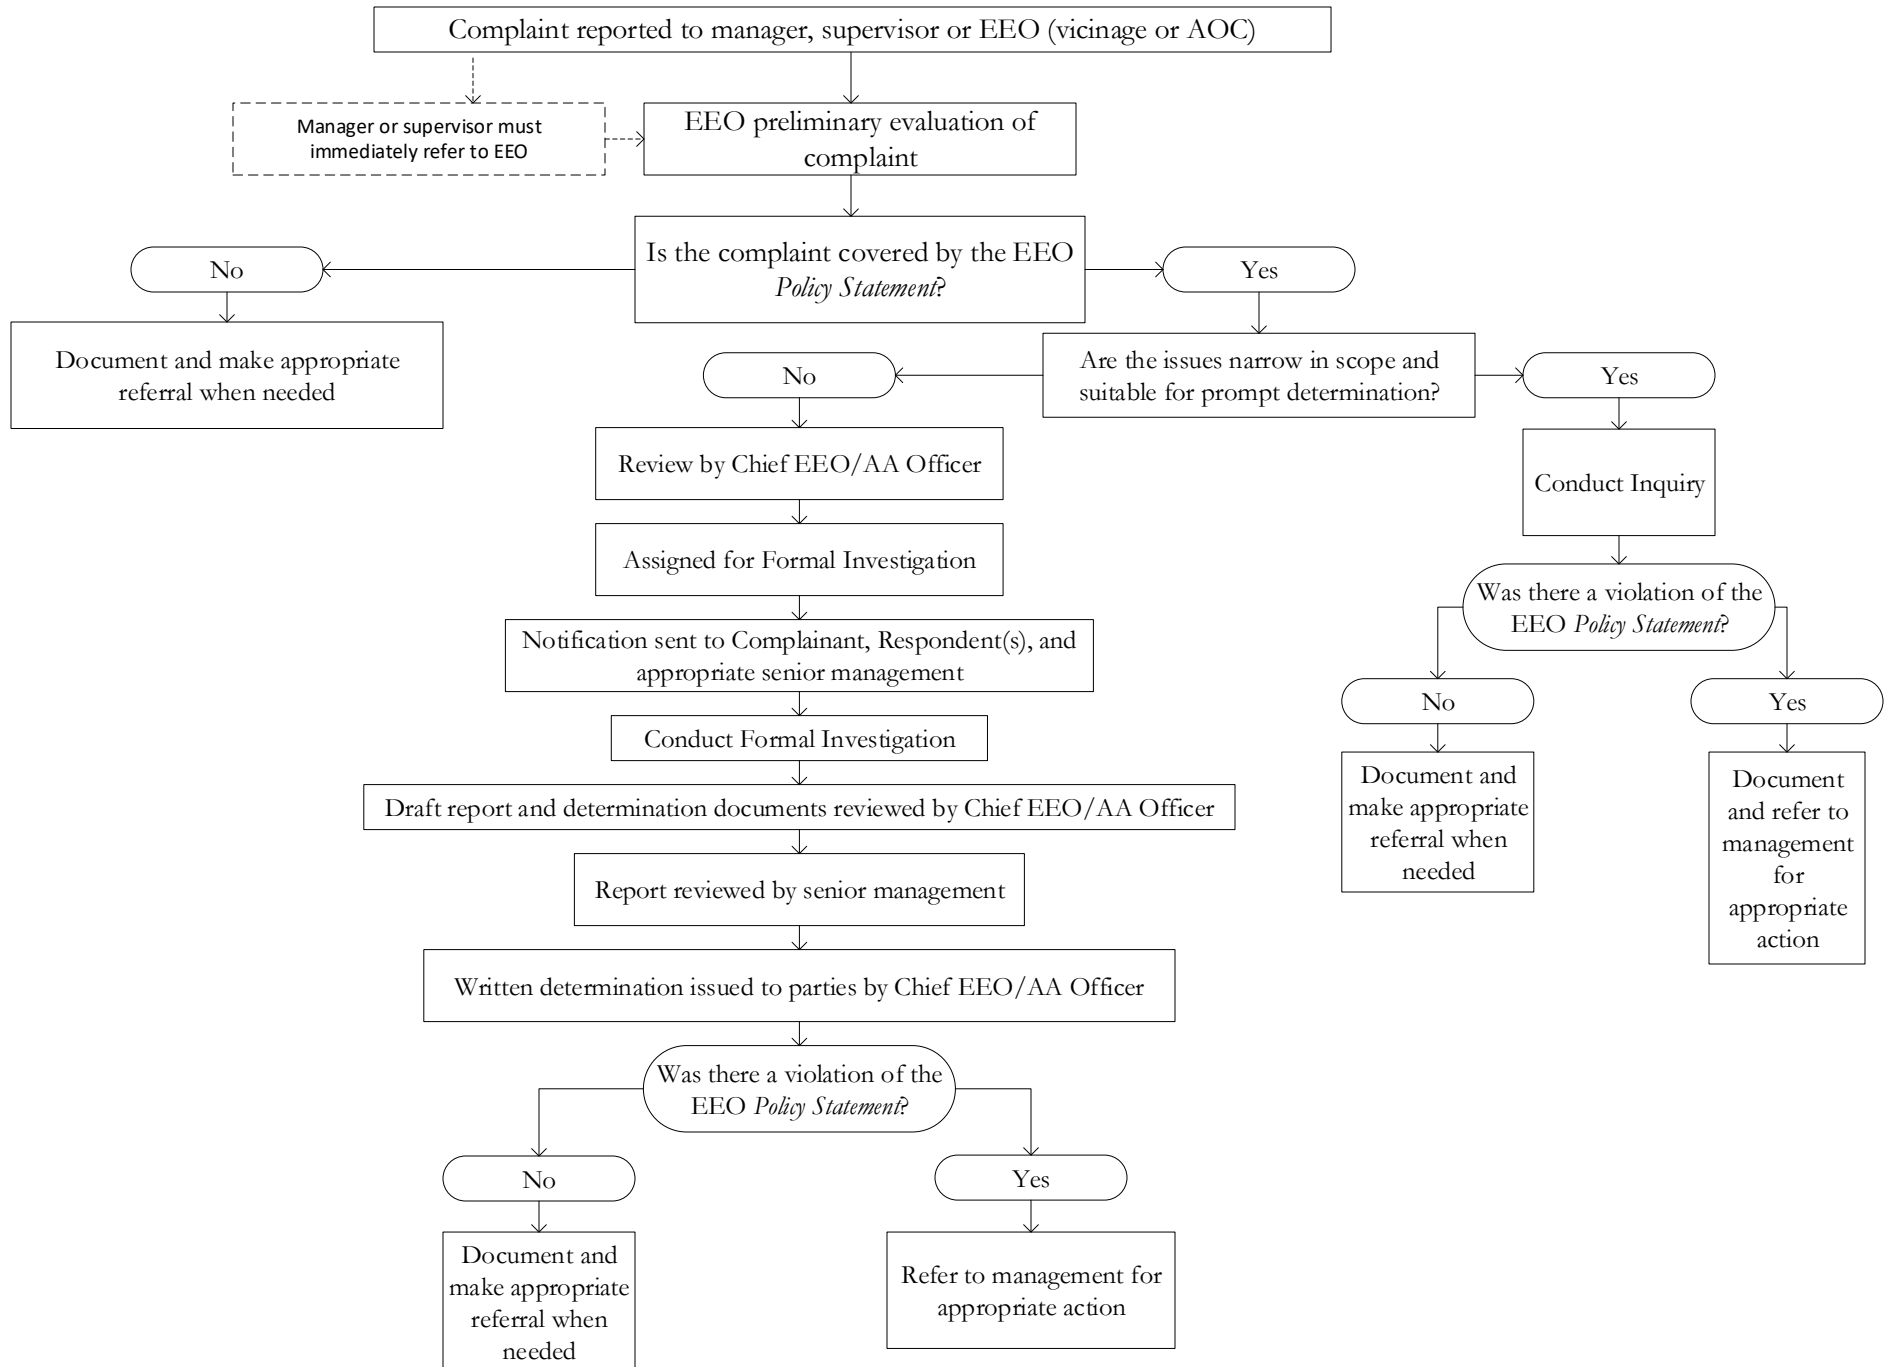 Complaint reported to manager, supervisor or EEO (vicinage or AOC)
Manager or supervisor must
immediately refer to EEO
EEO preliminary evaluation of
complaint
Is the complaint covered by the EEO
Policy Statement?
No
Yes
Document and make appropriate
referral when needed
Are the issues narrow in scope and
suitable for prompt determination?
No
Yes
Review by Chief EEO/AA Officer
Assigned for Formal Investigation
Notification sent to Complainant, Respondent(s), and
appropriate senior management
Conduct Formal Investigation
Draft report and determination documents reviewed by Chief EEO/AA Officer
Report reviewed by senior management
Written determination issued to parties by Chief EEO/AA Officer
Was there a violation of the
EEO Policy Statement?
No
Yes
Document and
make appropriate
referral when
needed
Refer to management for
appropriate action
Conduct Inquiry
Was there a violation of the
EEO Policy Statement?
No
Yes
Document and
make appropriate
referral when
needed
Document
and refer to
management
for
appropriate
action